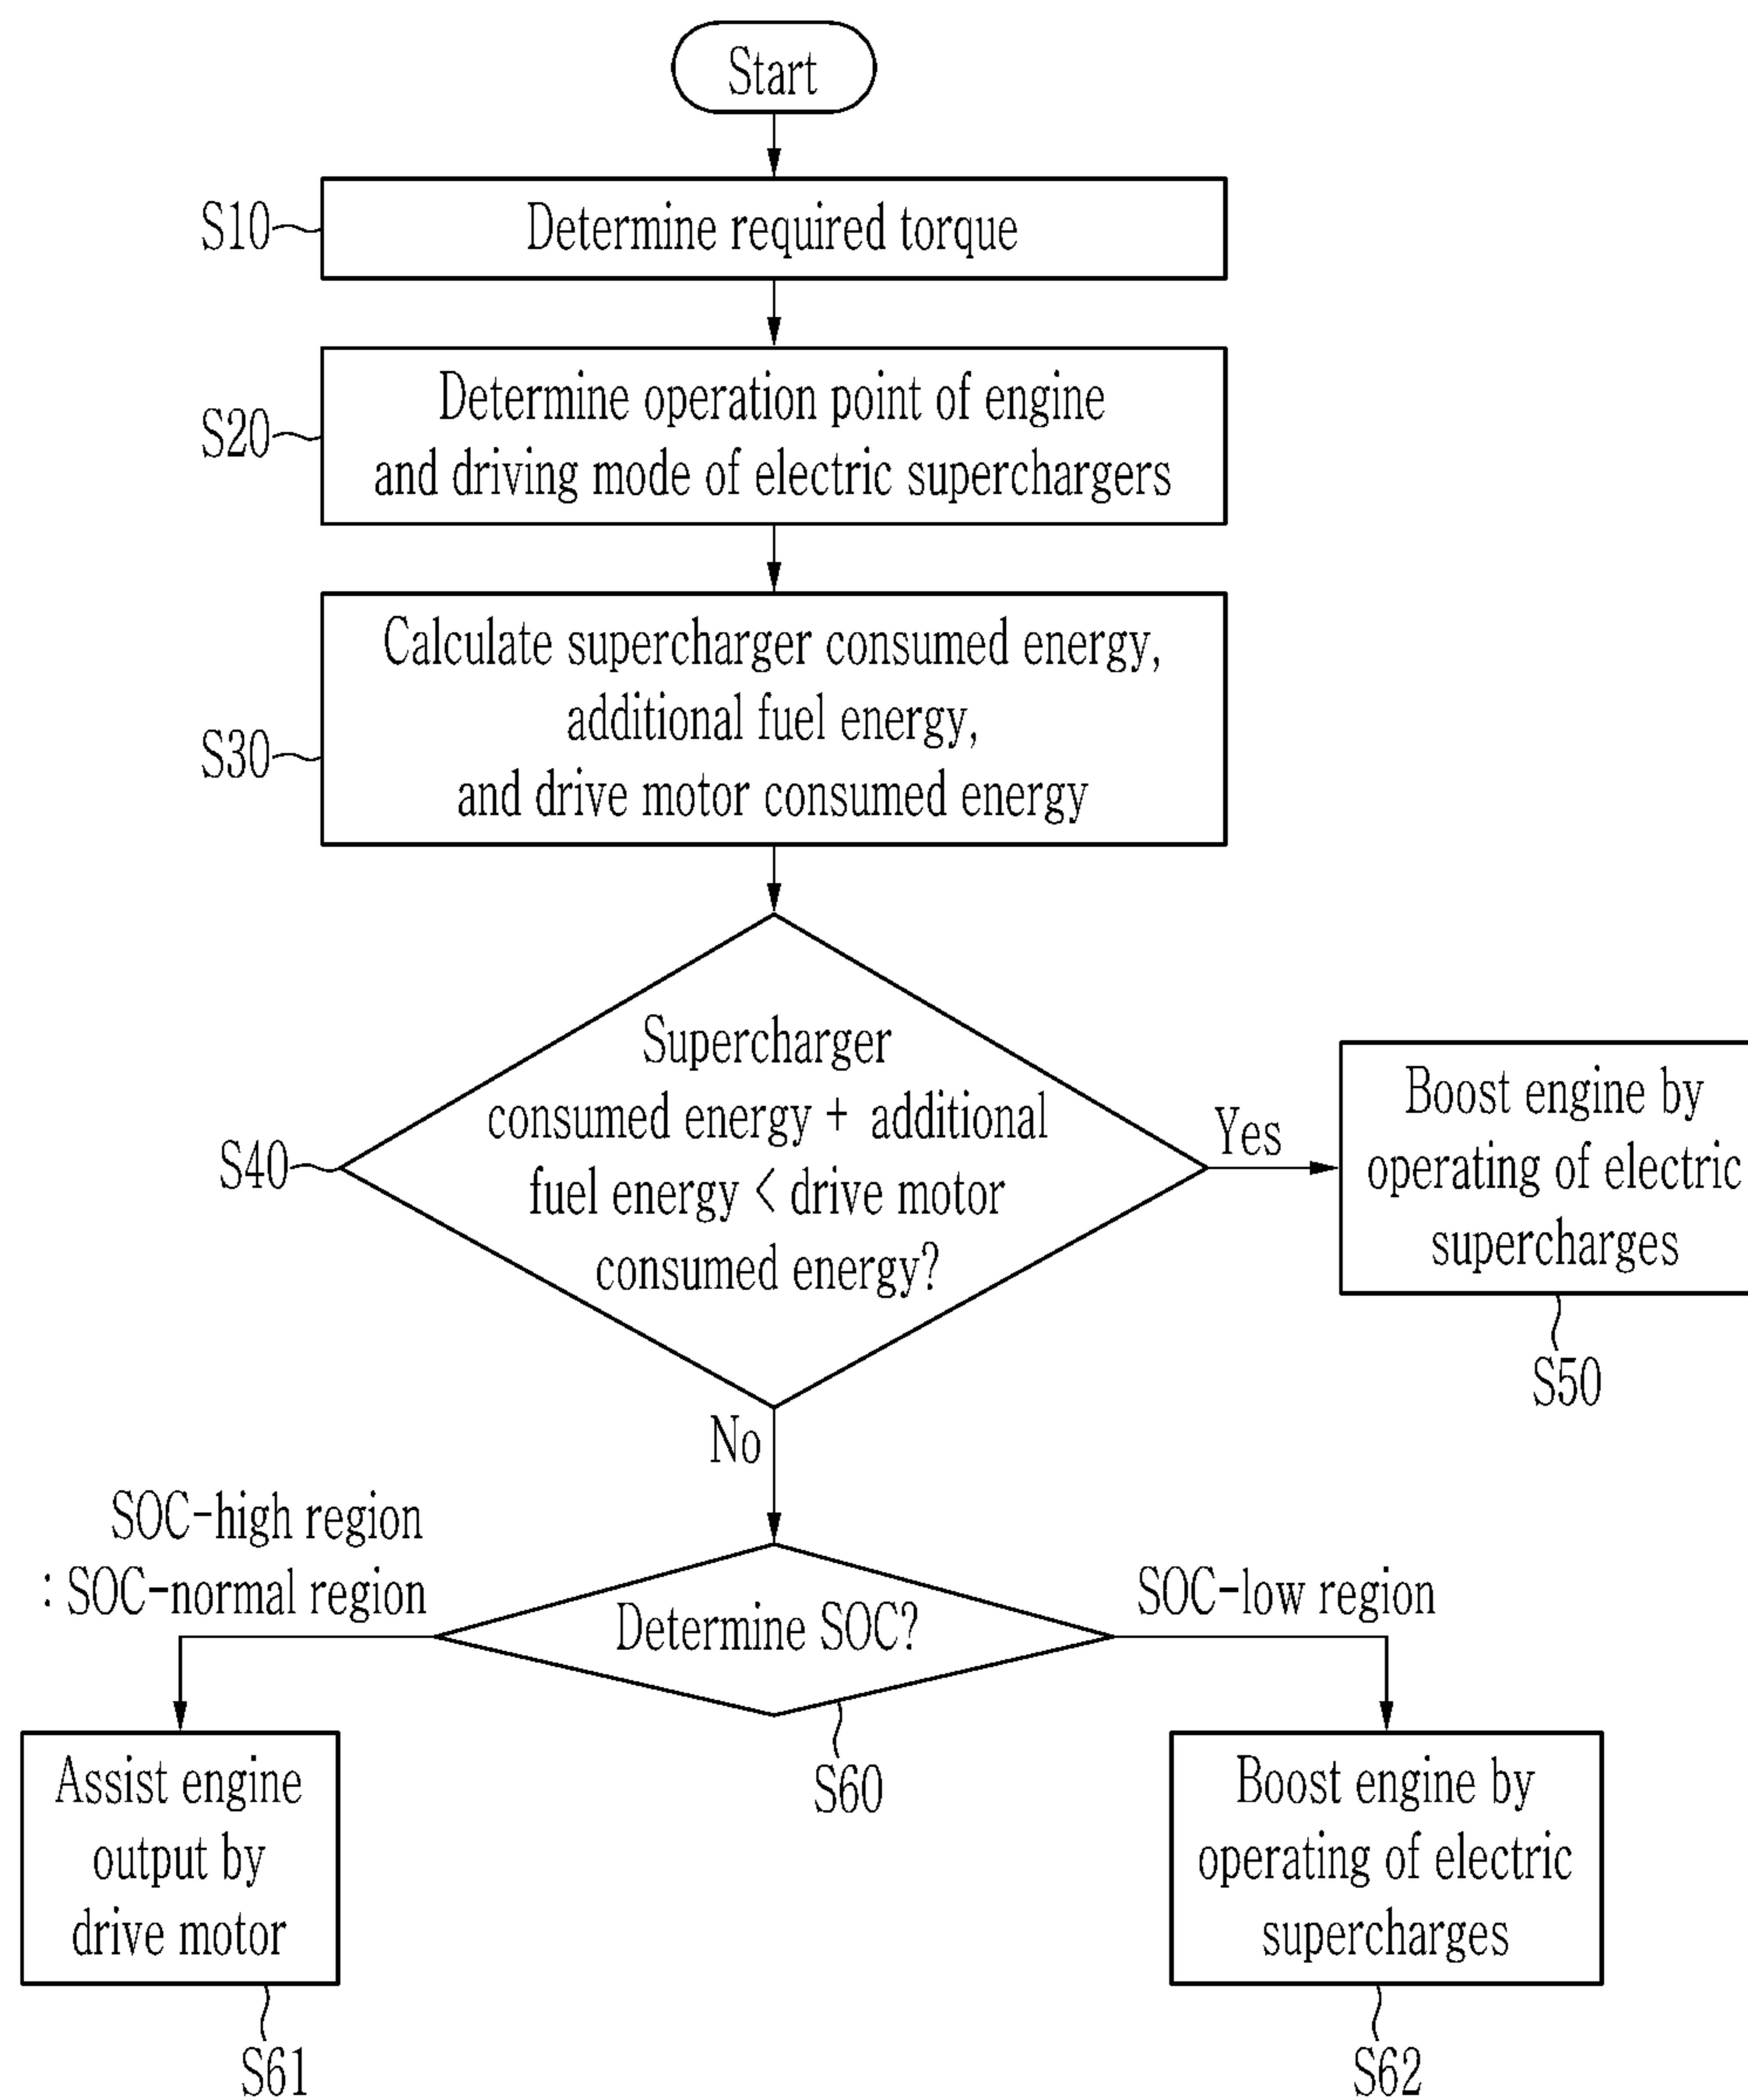 Start
S10
Determine required torque
S20
Determine operation point of engine
and driving mode of electric superchargers
S30
Calculate supercharger consumed energy,
additional fuel energy,
and drive motor consumed energy
S40
Supercharger
consumed energy + additional
fuel energy < drive motor
consumed energy?
Yes
Boost engine by
operating of electric
supercharges
S50
No
SOC-high region
: SOC-normal region
Determine SOC?
SOC-low region
S60
Assist engine
output by
drive motor
S61
Boost engine by
operating of electric
supercharges
S62